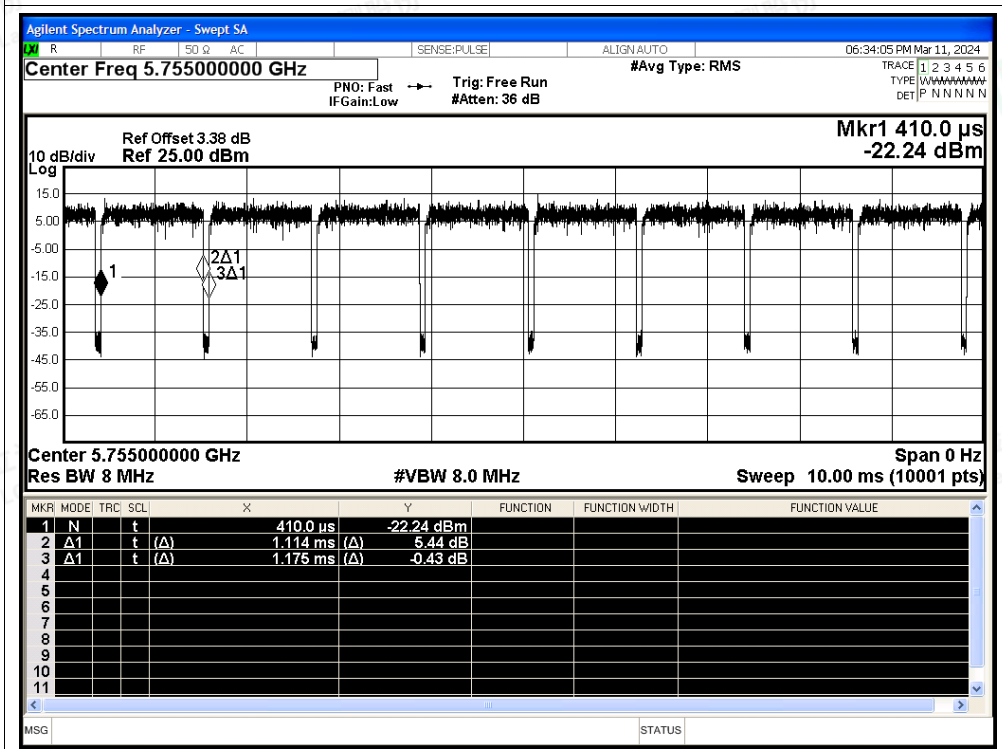 Agilent Spectrum Analyzer - Swept SA
LXI R RF 50 Ω AC SENSE:PULSE ALIGN AUTO 06:34:05 PM Mar 11, 2024
Center Freq 5.755000000 GHz #Avg Type: RMS TRACE 1 2 3 4 5 6
PNO: Fast Trig: Free Run TYPE
IFGain:Low #Atten: 36 dB DET P N N N N N
Mkr1 410.0 µs
Ref Offset 3.38 dB
10 dB/div Ref 25.00 dBm -22.24 dBm
Log
15.0
5.00
-5.00
2Δ1
1
3Δ1
-15.0
-25.0
-35.0
-45.0
-55.0
-65.0
Center 5.755000000 GHz Span 0 Hz
Res BW 8 MHz #VBW 8.0 MHz Sweep 10.00 ms (10001 pts)
MKR MODE TRC SCL X Y FUNCTION FUNCTION WIDTH FUNCTION VALUE
1 N t 410.0 µs -22.24 dBm
2 Δ1 t (Δ) 1.114 ms (Δ) 5.44 dB
3 Δ1 t (Δ) 1.175 ms (Δ) -0.43 dB
4
5
6
7
8
9
10
11
MSG STATUS